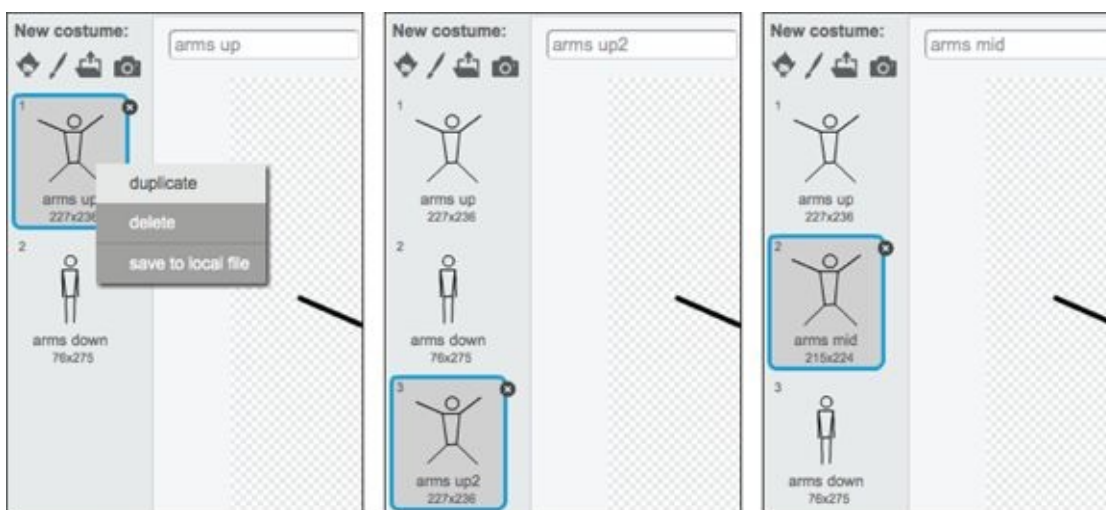 New costume:
arms up
1
duplicate
arms up
227x236
delete
2
save to local file
arms down
76x275
New costume:
arms up2
1
arms up
227x236
2
arms down
76x275
3
arms up2
227x236
New costume:
arms mid
1
arms up
227x236
2
arms mid
215x224
3
arms down
76x275